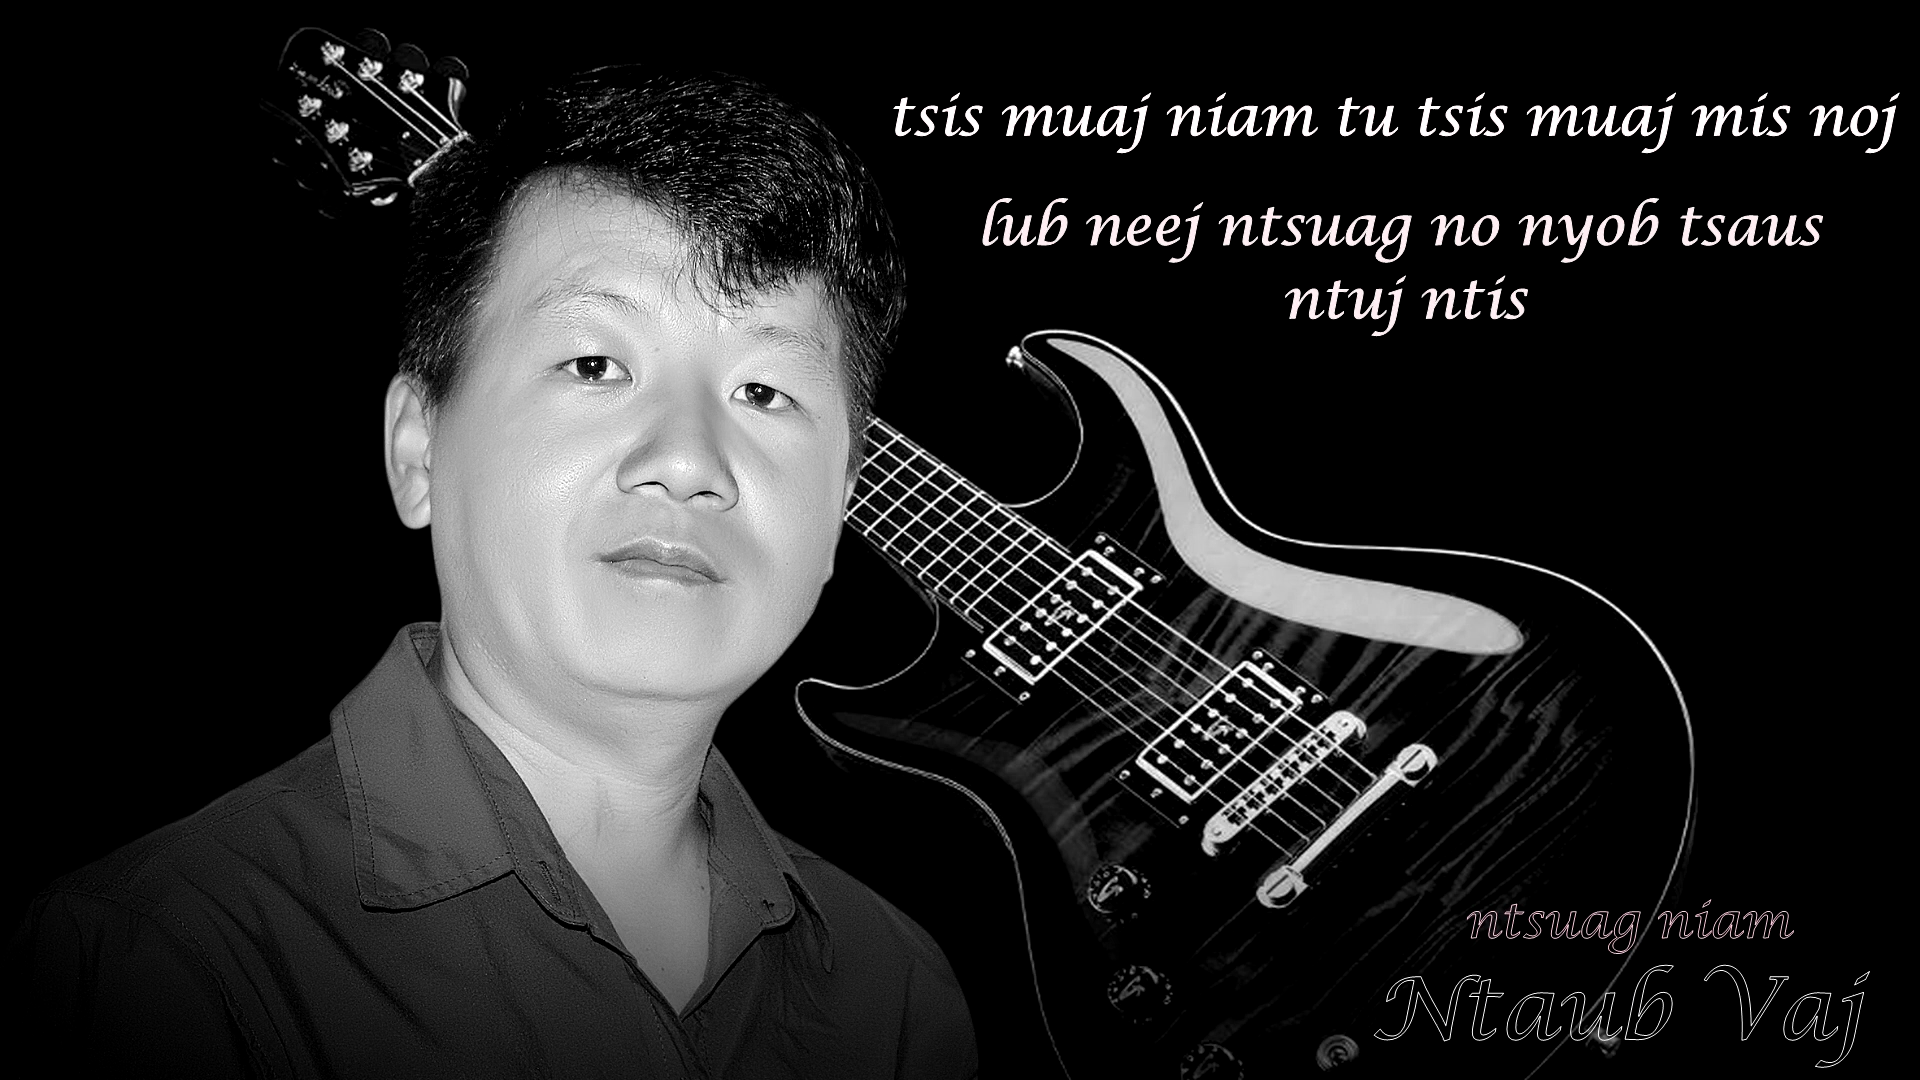 tsis muaj niam tu tsis muaj mis noj
lub neej ntsuag no nyob tsaus
ntuj ntis
ntsuag niam
Ntaub Vaj